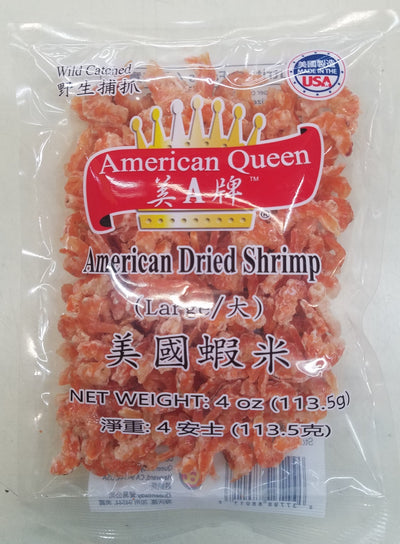 Wild Catched
野生捕抓
美國製造
MADE IN THE
USA
American Queen
美A牌™
®
American Dried Shrimp
(Large/大)
美國蝦米
NET WEIGHT: 4 oz (113.5g)
淨重: 4 安士 (113.5克)